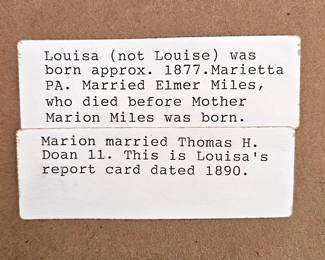 Louisa (not Louise) was
born approx. 1877.Marietta
PA. Married Elmer Miles,
who died before Mother
Marion Miles was born.
Marion married Thomas H.
Doan 11. This is Louisa's
report card dated 1890.